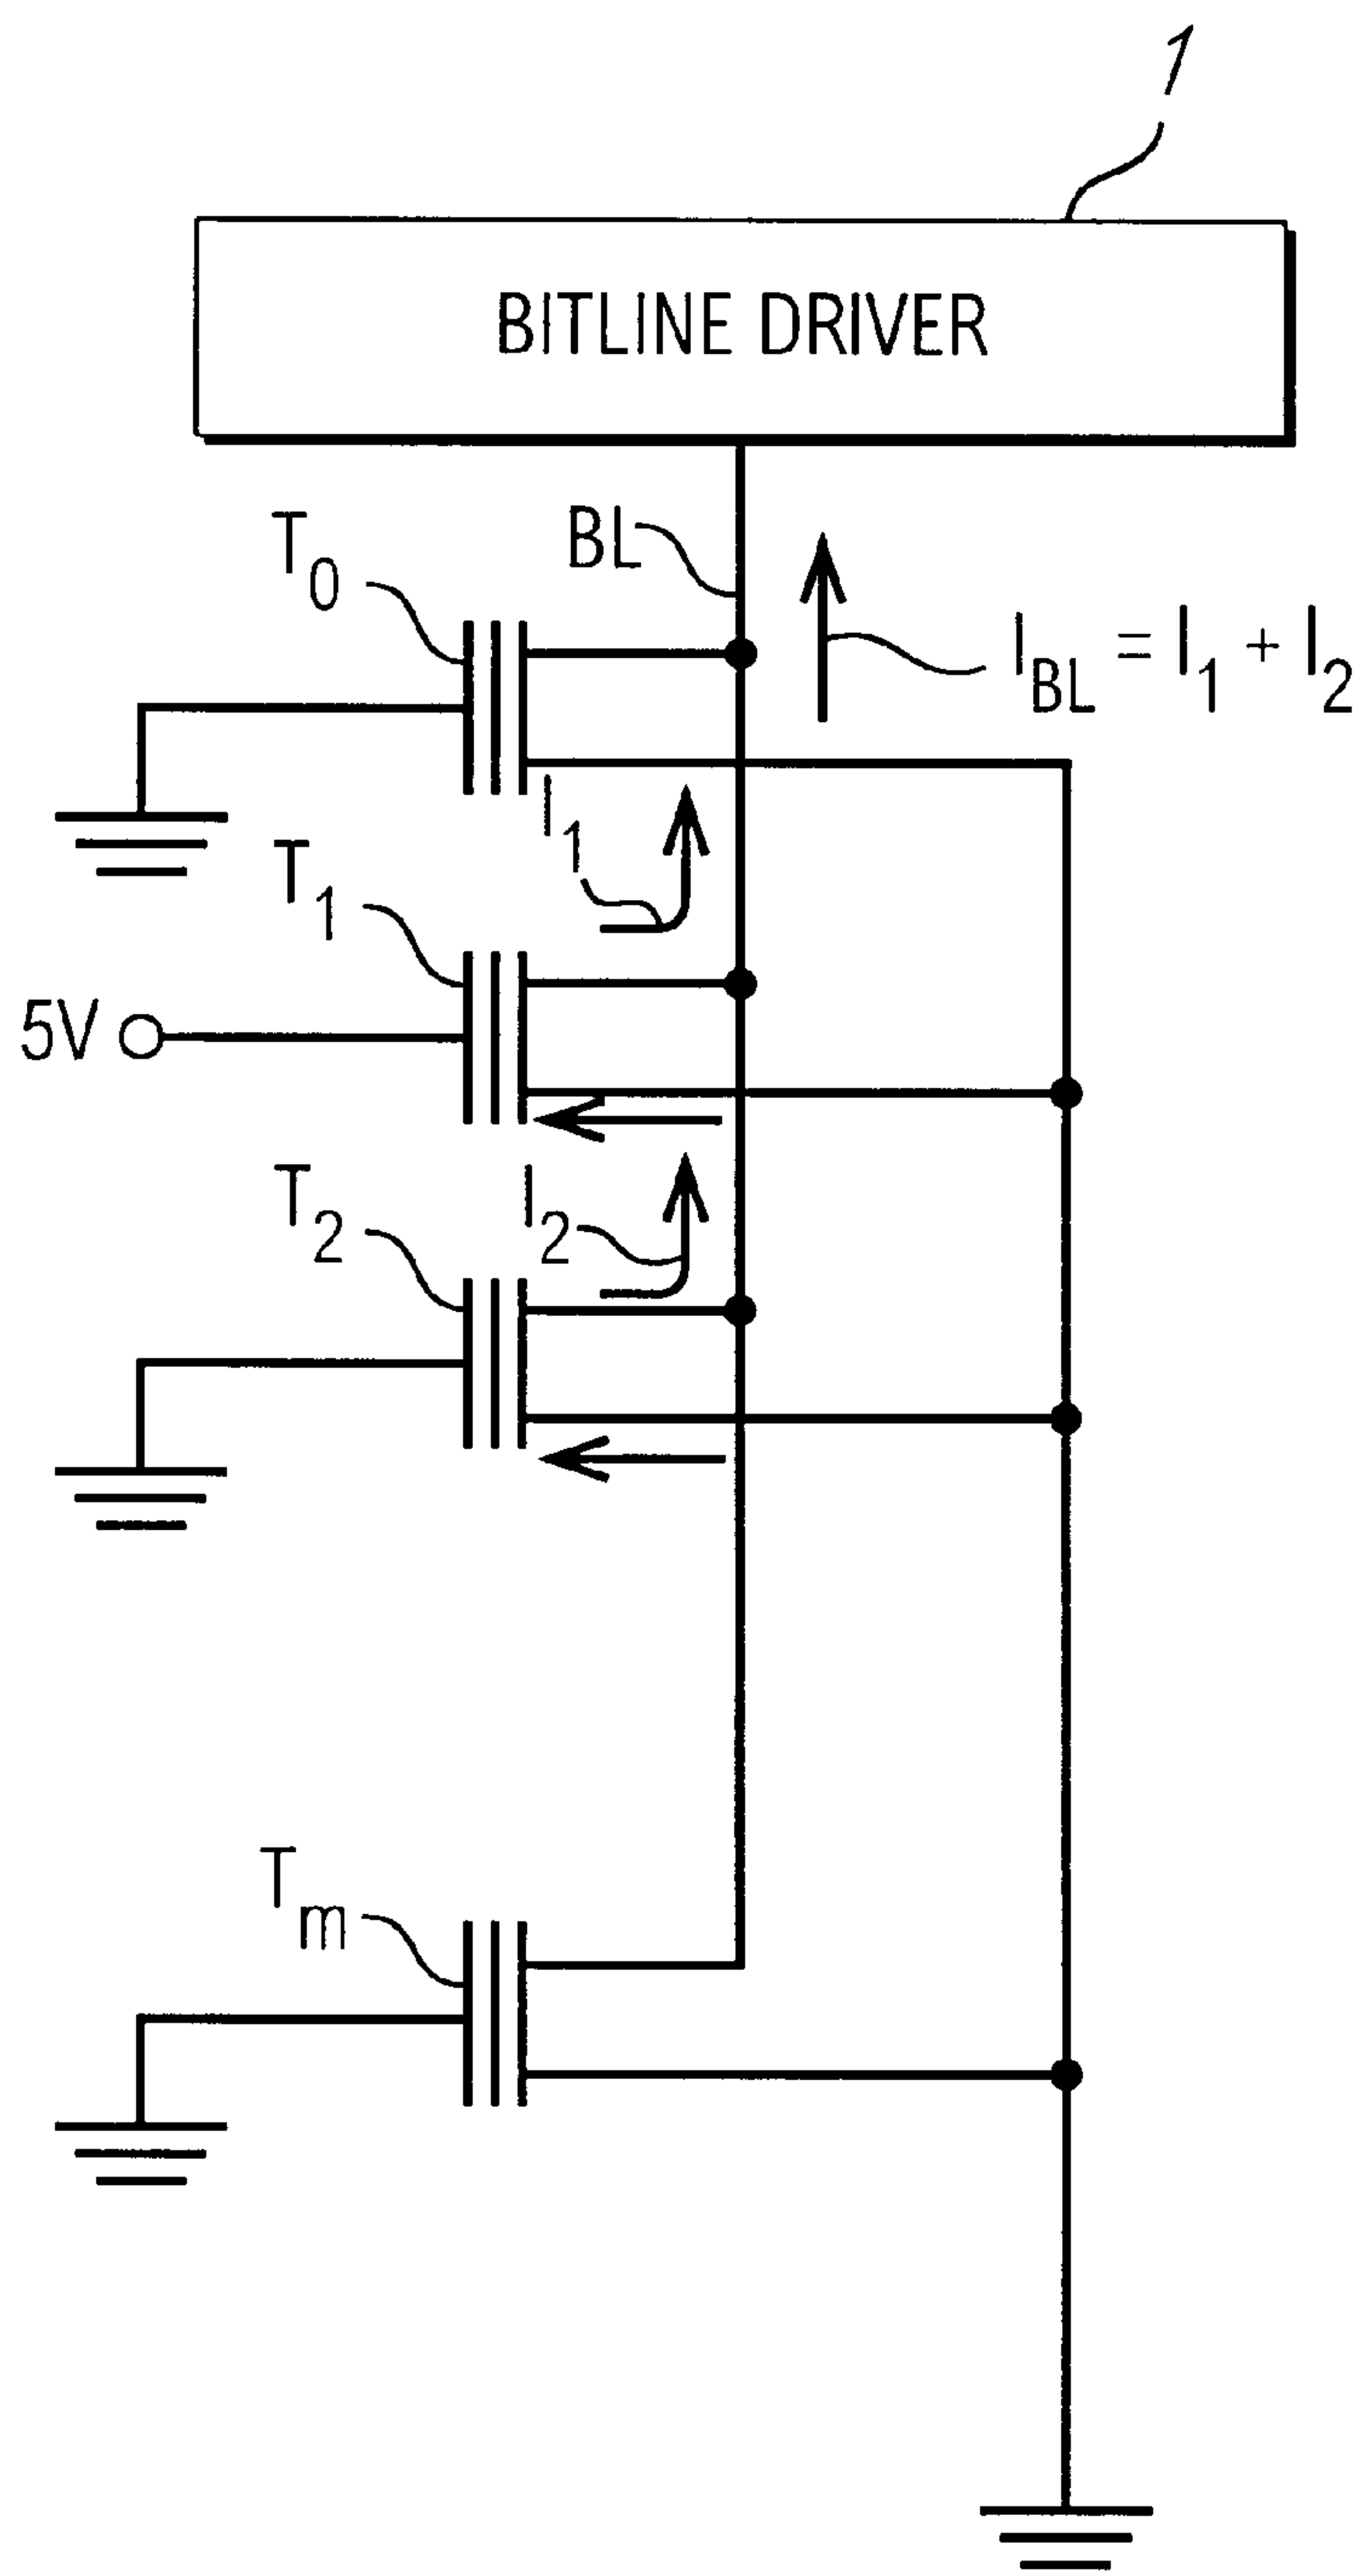 1
BITLINE DRIVER
BL
T0
IBL = I1 + I2
I1
T1
5V
T2
I2
Tm